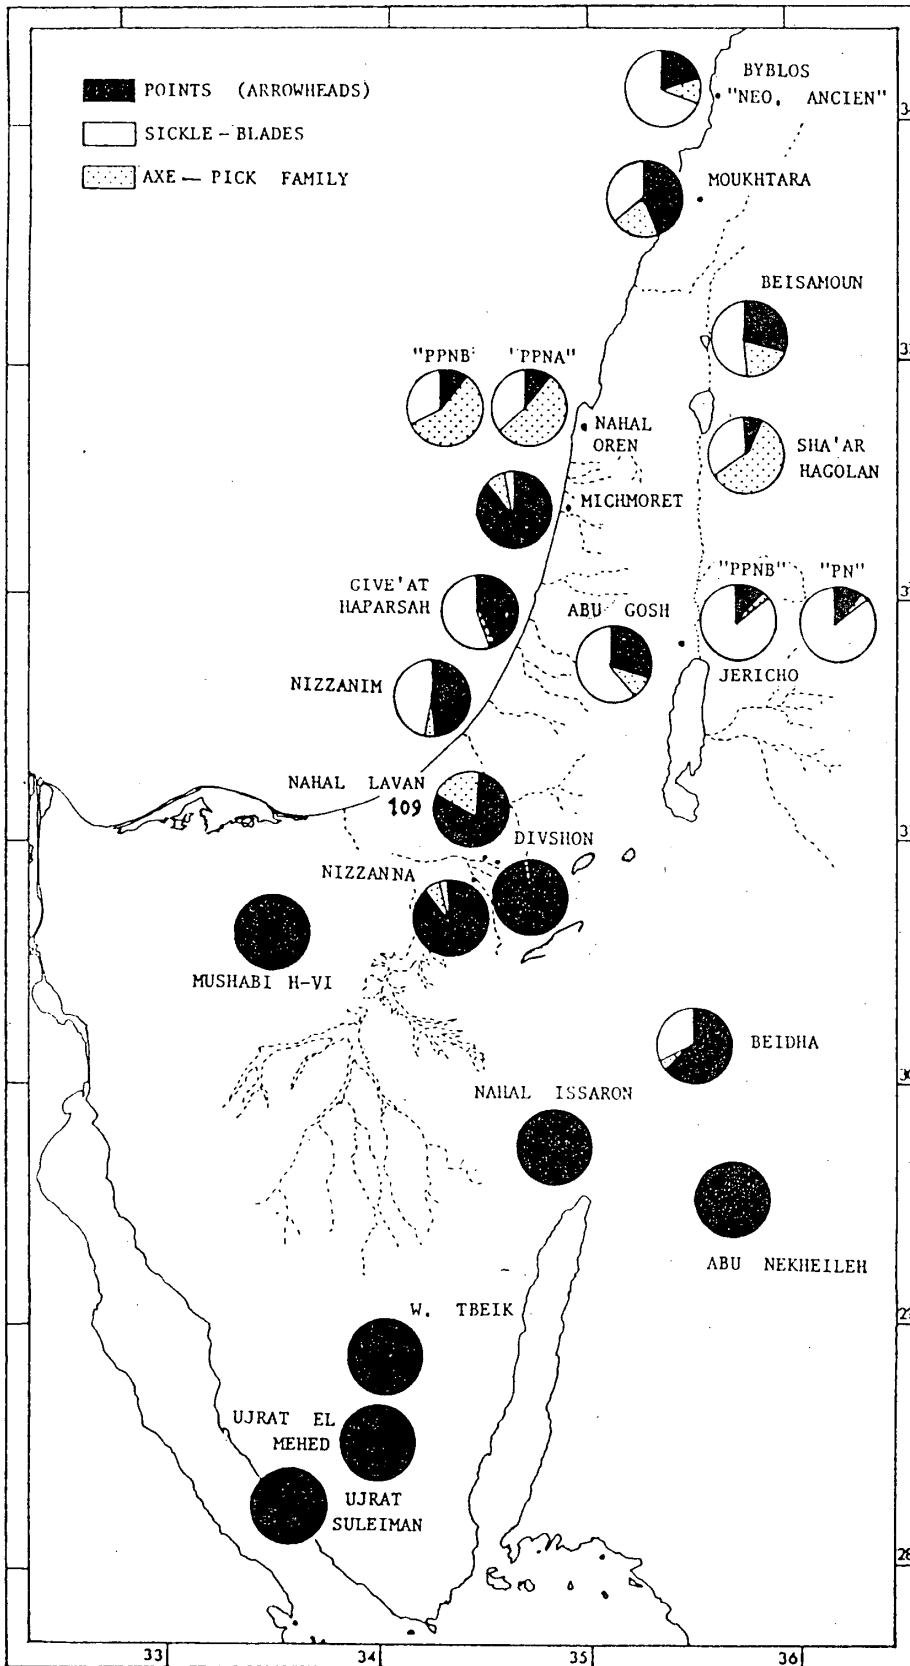 POINTS (ARROWHEADS)
SICKLE-BLADES
AXE — PICK FAMILY
BYBLOS
"NEO. ANCIEN"
MOUKHTARA
BEISAMOUN
"PPNB"
"PPNA"
NAHAL
OREN
SHA'AR
HAGOLAN
MICHMORET
"PPNB"
"PN"
GIVE'AT
HAPARSAH
ABU GOSH
JERICHO
NIZZANIM
NAHAL LAVAN
109
DIVSHON
NIZZANNA
MUSHABI H-VI
BEIDHA
NAHAL ISSARON
ABU NEKHEILEH
W. TBEIK
UJRAT EL
MEHED
UJRAT
SULEIMAN
30
28
33
34
35
36